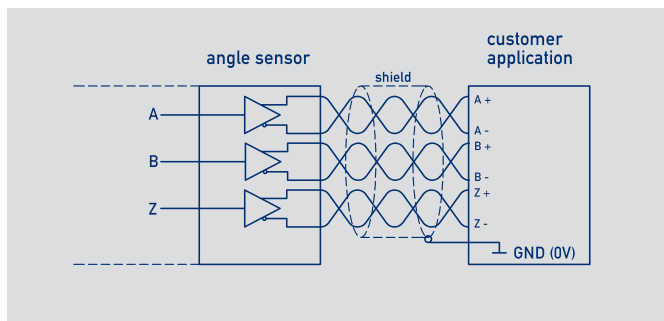 angle sensor
customer
application
shield
A
B
Z
A +
A -
B +
B -
Z +
Z -
GND (0V)